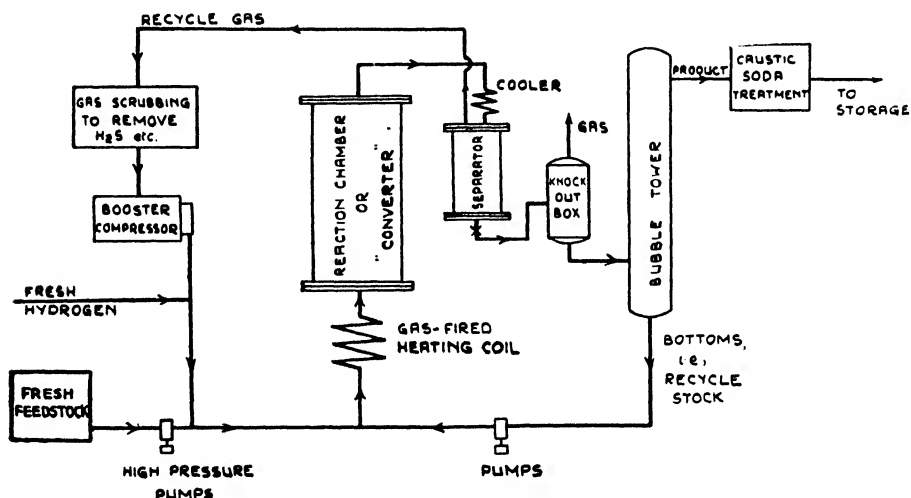 RECYCLE GAS
GAS SCRUBBING
TO REMOVE
H₂S etc.
BOOSTER
COMPRESSOR
FRESH
HYDROGEN
FRESH
FEEDSTOCK
HIGH PRESSURE
PUMPS
REACTION CHAMBER
OR
"CONVERTER".
GAS-FIRED
HEATING COIL
COOLER
SEPARATOR
GAS
KNOCK
OUT
BOX
BUBBLE TOWER
PRODUCT
CAUSTIC
SODA
TREATMENT
TO
STORAGE
BOTTOMS,
i.e,
RECYCLE
STOCK
PUMPS